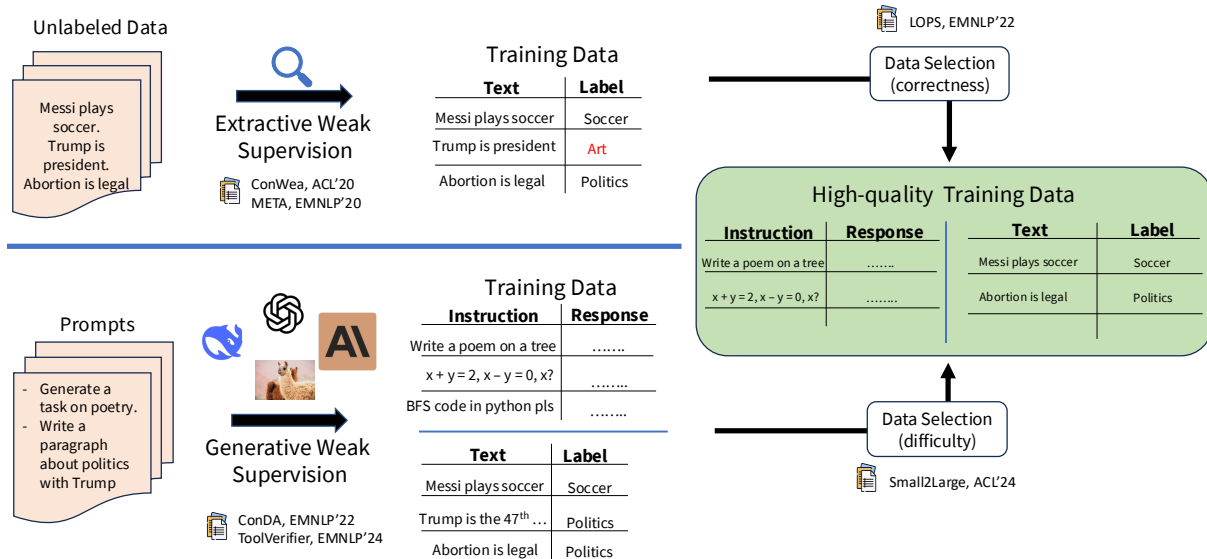 Unlabeled Data
Messi plays
soccer.
Trump is
president.
Abortion is legal
Extractive Weak
Supervision
ConWea, ACL'20
META, EMNLP'20
Training Data
Text Label
Messi plays soccer Soccer
Trump is president Art
Abortion is legal Politics
LOPS, EMNLP'22
Data Selection
(correctness)
High-quality Training Data
Instruction Response
Write a poem on a tree …….
x + y = 2, x – y = 0, x? ……..
Text Label
Messi plays soccer Soccer
Abortion is legal Politics
Prompts
- Generate a
task on poetry.
- Write a
paragraph
about politics
with Trump
AI
Generative Weak
Supervision
ConDA, EMNLP'22
ToolVerifier, EMNLP'24
Training Data
Instruction Response
Write a poem on a tree …….
x + y = 2, x – y = 0, x? ……..
BFS code in python pls ……..
Text Label
Messi plays soccer Soccer
Trump is the 47th … Politics
Abortion is legal Politics
Data Selection
(difficulty)
Small2Large, ACL'24